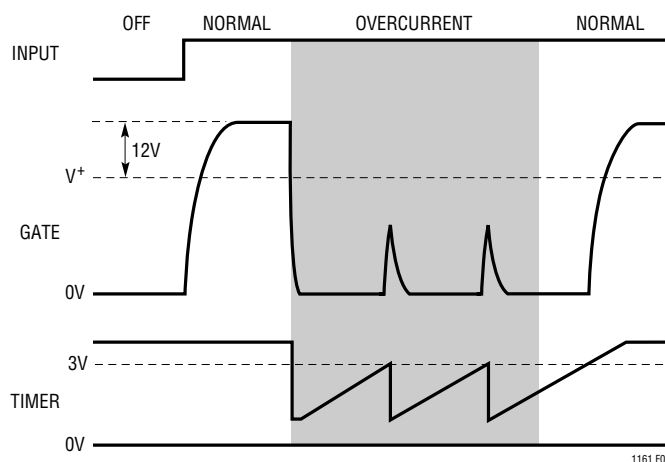 OFF NORMAL OVERCURRENT NORMAL
INPUT
12V
V+
GATE
0V
3V
TIMER
0V